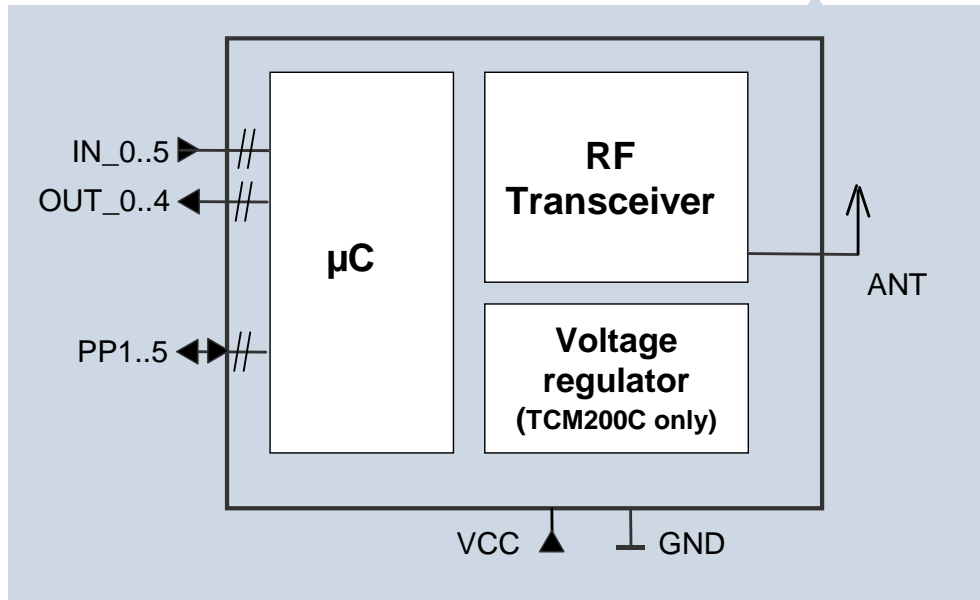 IN_0..5
OUT_0..4
PP1..5
µC
RF
Transceiver
ANT
Voltage
regulator
(TCM200C only)
VCC
GND